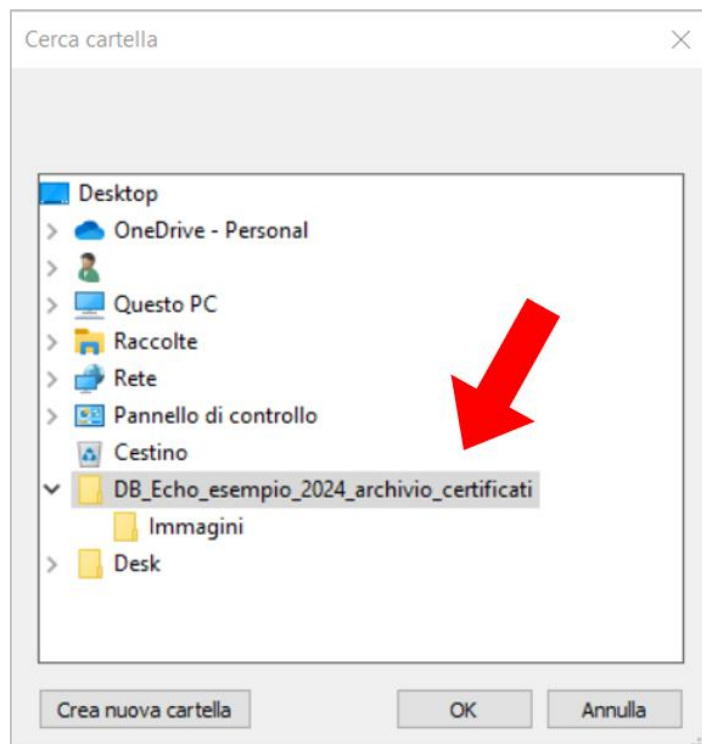 Cerca cartella
Desktop
OneDrive - Personal
Questo PC
Raccolte
Rete
Pannello di controllo
Cestino
DB_Echo_esempio_2024_archivio_certificati
Immagini
Desk
Crea nuova cartella OK Annulla